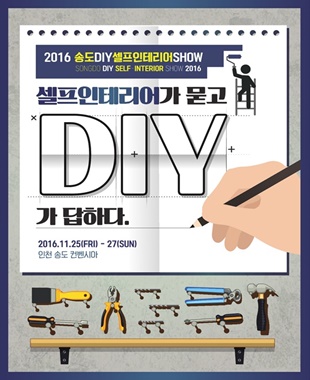 2016 송도DIY셀프인테리어SHOW
SONGDO DIY SELF INTERIOR SHOW 2016
셀프인테리어가 묻고
DIY
가 답하다.
2016.11.25(FRI) - 27(SUN)
인천 송도 컨벤시아